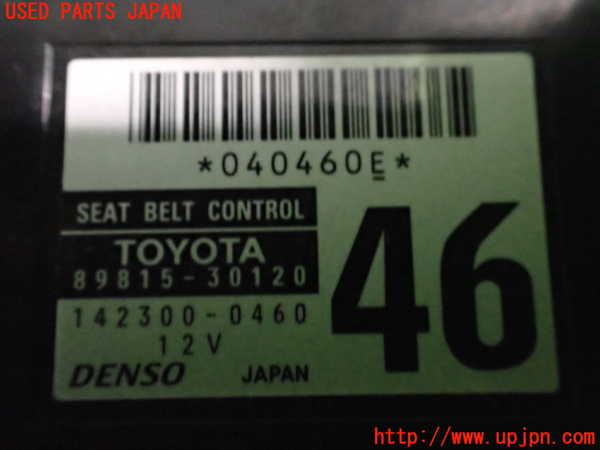 USED PARTS JAPAN
*040460E*
SEAT BELT CONTROL
TOYOTA
89815-30120
142300-0460
12V
46
DENSO JAPAN
http://www.upjpn.com/